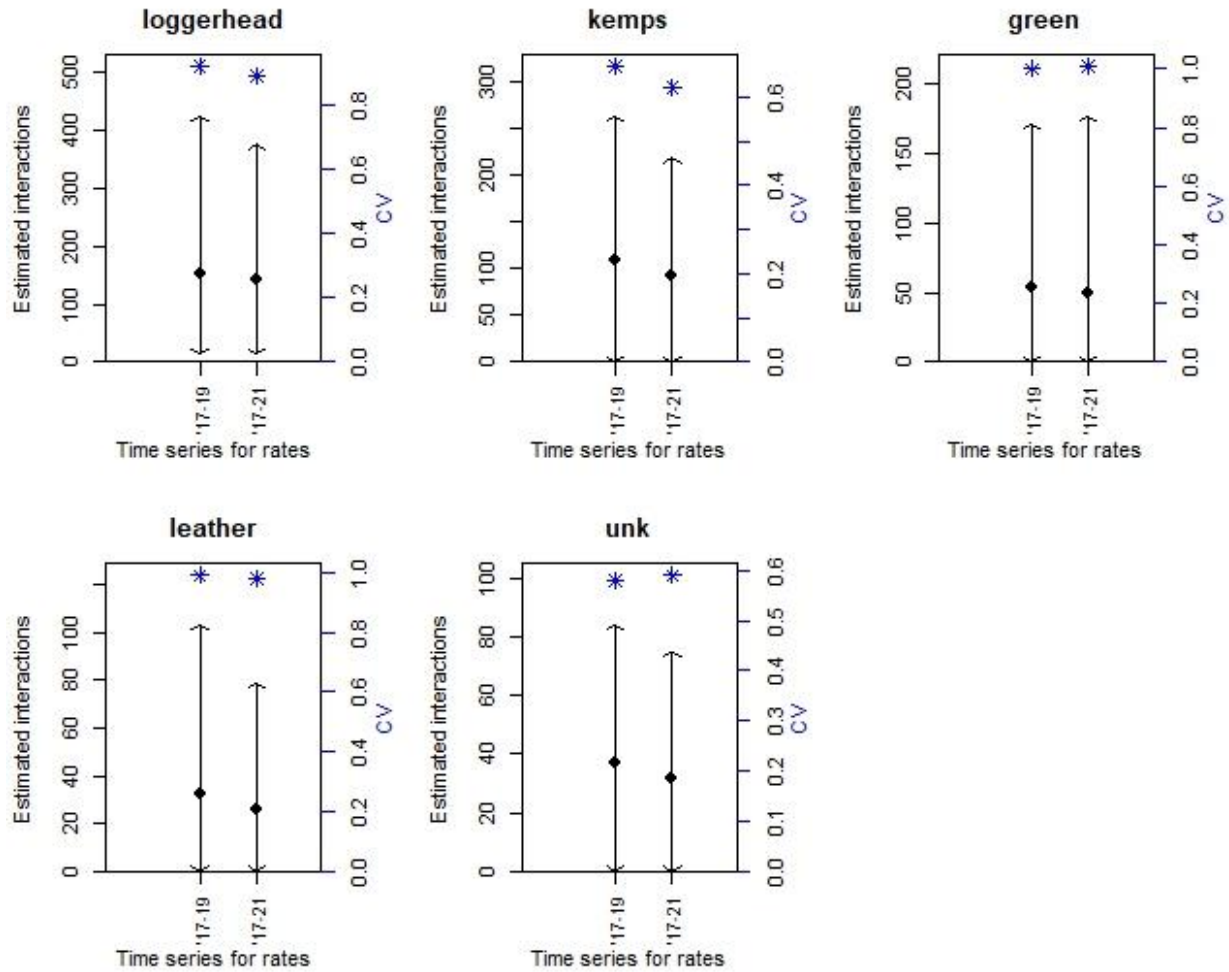 loggerhead
Estimated interactions
0 100 200 300 400 500
0.0 0.2 0.4 0.6 0.8
CV
'17-19 '17-21
Time series for rates
kemps
Estimated interactions
0 50 100 200 300
0.0 0.2 0.4 0.6
CV
'17-19 '17-21
Time series for rates
green
Estimated interactions
0 50 100 150 200
0.0 0.2 0.4 0.6 0.8 1.0
CV
'17-19 '17-21
Time series for rates
leather
Estimated interactions
0 20 40 60 80 100
0.0 0.2 0.4 0.6 0.8 1.0
CV
'17-19 '17-21
Time series for rates
unk
Estimated interactions
0 20 40 60 80 100
0.0 0.1 0.2 0.3 0.4 0.5 0.6
CV
'17-19 '17-21
Time series for rates